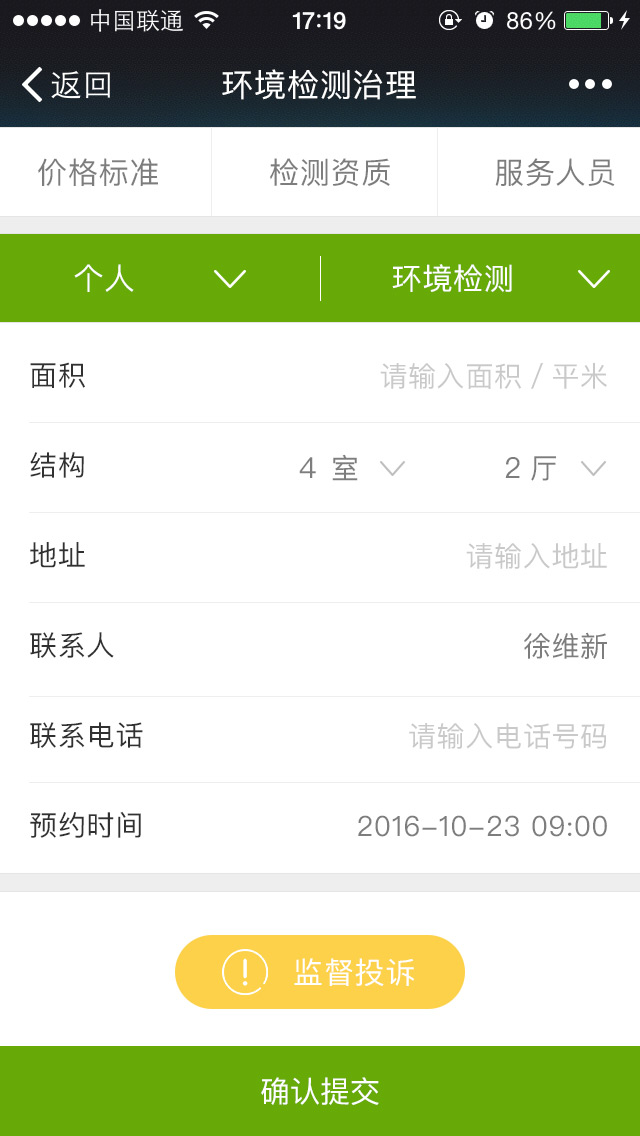 中国联通 17:19 86%
返回 环境检测治理
价格标准 检测资质 服务人员
个人 环境检测
面积 请输入面积 / 平米
结构 4 室 2 厅
地址 请输入地址
联系人 徐维新
联系电话 请输入电话号码
预约时间 2016-10-23 09:00
监督投诉
确认提交